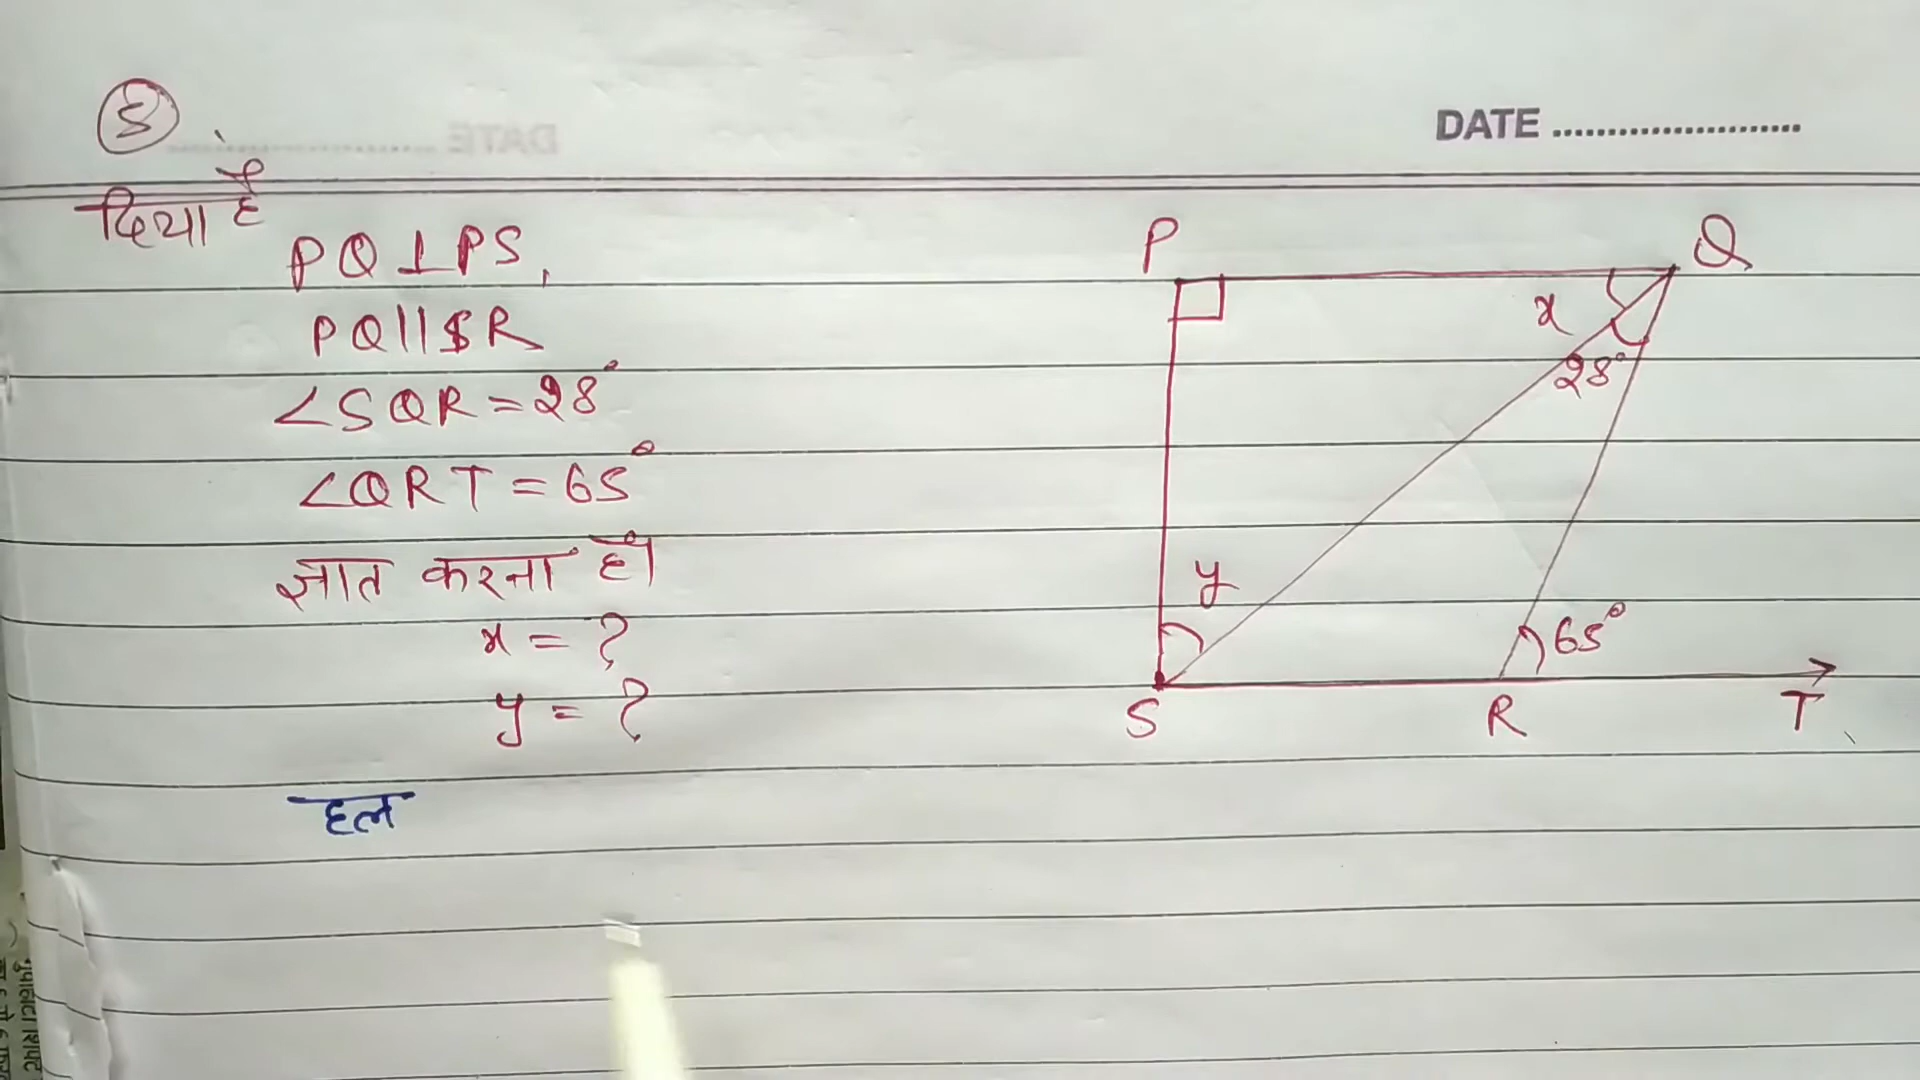 5
DATE ........................
दिया है
PQ⊥PS,
PQ||SR
∠SQR=28°
∠QRT=65°
ज्ञात करना है।
x = ?
y = ?
हल
P
Q
x
28°
y
65°
S
R
T